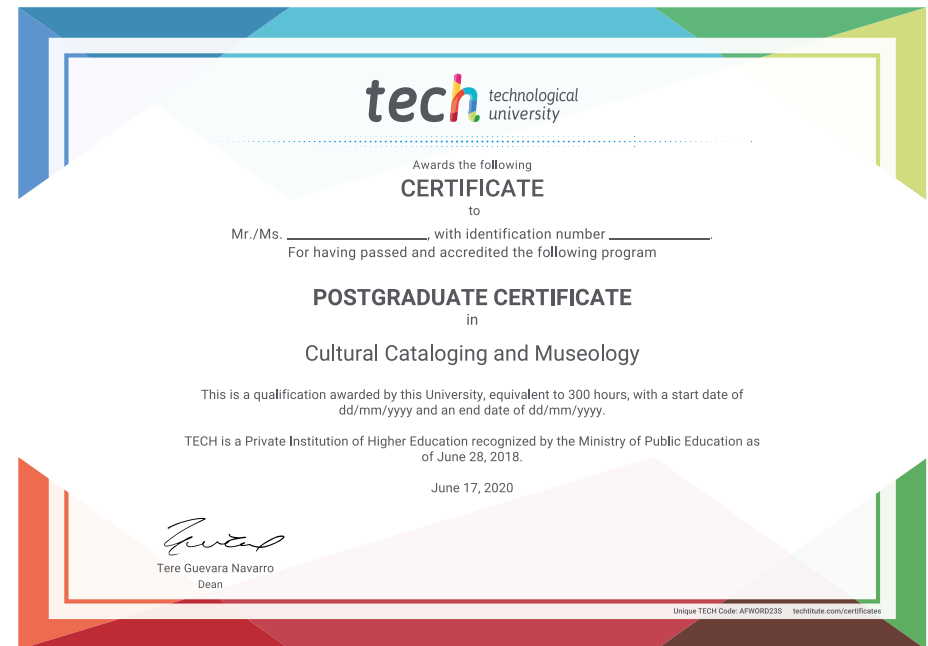 tech technological
university
Awards the following
CERTIFICATE
to
Mr./Ms. ____________________, with identification number ______________.
For having passed and accredited the following program
POSTGRADUATE CERTIFICATE
in
Cultural Cataloging and Museology
This is a qualification awarded by this University, equivalent to 300 hours, with a start date of
dd/mm/yyyy and an end date of dd/mm/yyyy.
TECH is a Private Institution of Higher Education recognized by the Ministry of Public Education as
of June 28, 2018.
June 17, 2020
Tere Guevara Navarro
Dean
Unique TECH Code: AFWORD23S techtitute.com/certificates